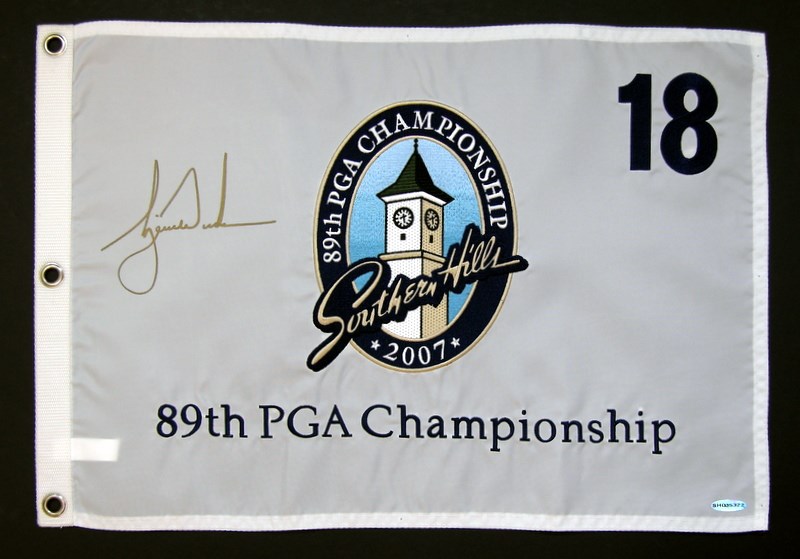 18
89th PGA CHAMPIONSHIP
Southern Hills
2007
89th PGA Championship